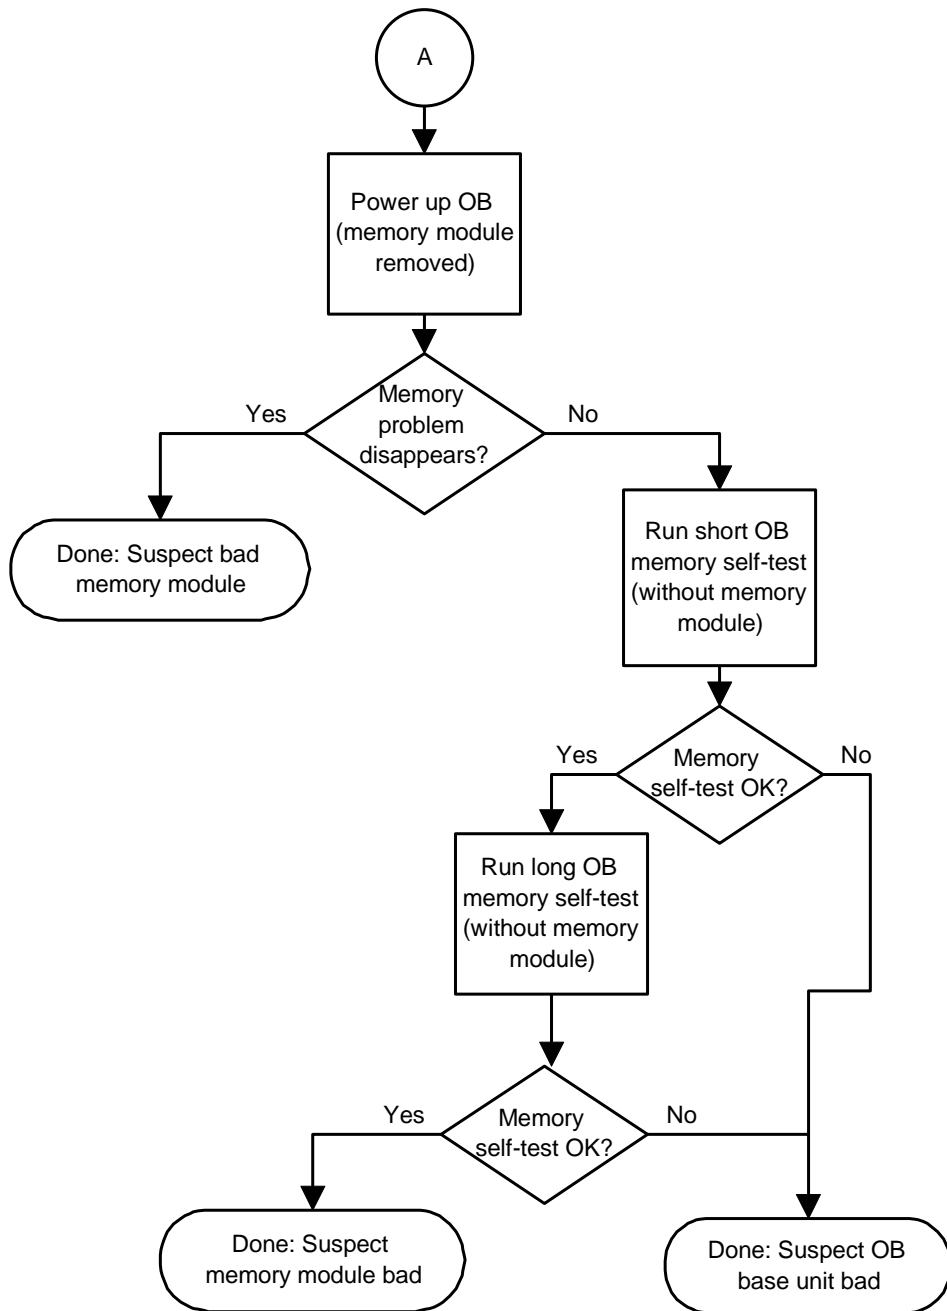 A
Power up OB
(memory module
removed)
Memory
problem
disappears?
Yes
No
Done: Suspect bad
memory module
Run short OB
memory self-test
(without memory
module)
Memory
self-test OK?
Yes
No
Run long OB
memory self-test
(without memory
module)
Memory
self-test OK?
Yes
No
Done: Suspect
memory module bad
Done: Suspect OB
base unit bad